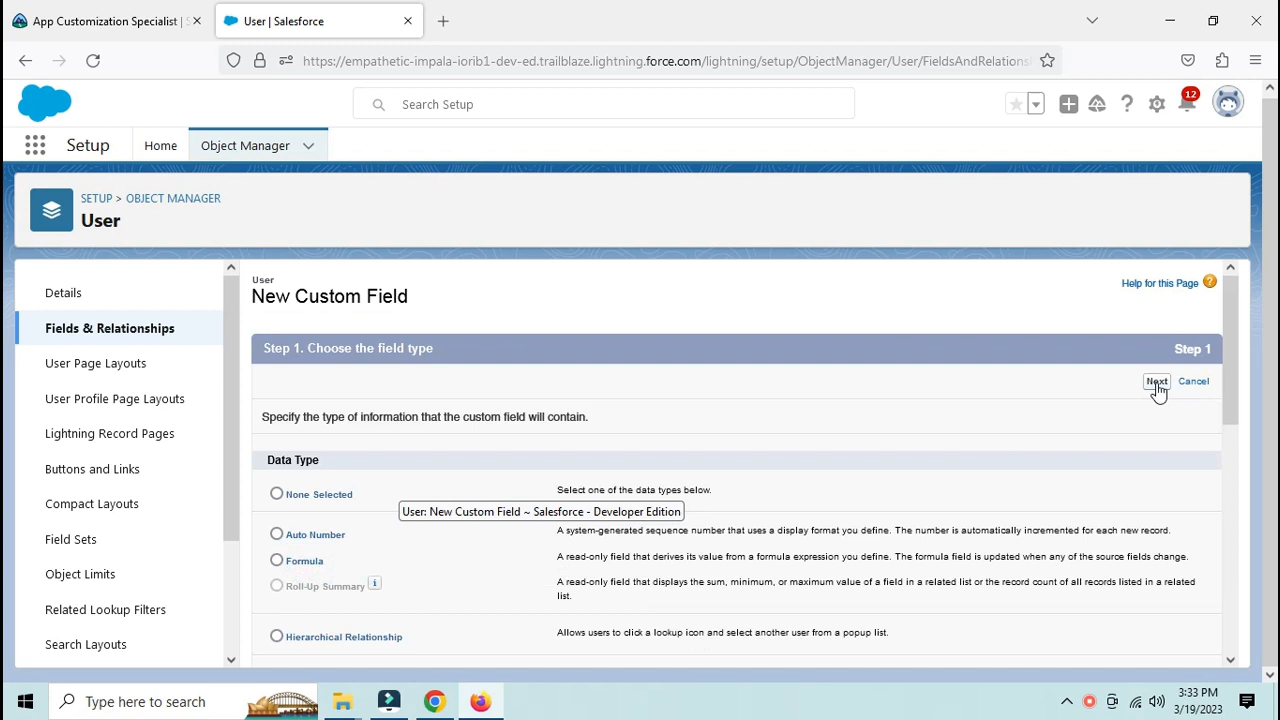 App Customization Specialist | S
User | Salesforce
https://empathetic-impala-iorib1-dev-ed.trailblaze.lightning.force.com/lightning/setup/ObjectManager/User/FieldsAndRelations
Search Setup
12
Setup
Home
Object Manager
SETUP > OBJECT MANAGER
User
Details
Fields & Relationships
User Page Layouts
User Profile Page Layouts
Lightning Record Pages
Buttons and Links
Compact Layouts
Field Sets
Object Limits
Related Lookup Filters
Search Layouts
User
New Custom Field
Help for this Page
Step 1. Choose the field type
Step 1
Next
Cancel
Specify the type of information that the custom field will contain.
Data Type
None Selected
Select one of the data types below.
User: New Custom Field ~ Salesforce - Developer Edition
Auto Number
A system-generated sequence number that uses a display format you define. The number is automatically incremented for each new record.
Formula
A read-only field that derives its value from a formula expression you define. The formula field is updated when any of the source fields change.
Roll-Up Summary
A read-only field that displays the sum, minimum, or maximum value of a field in a related list or the record count of all records listed in a related
list.
Hierarchical Relationship
Allows users to click a lookup icon and select another user from a popup list.
Type here to search
3:33 PM
3/19/2023